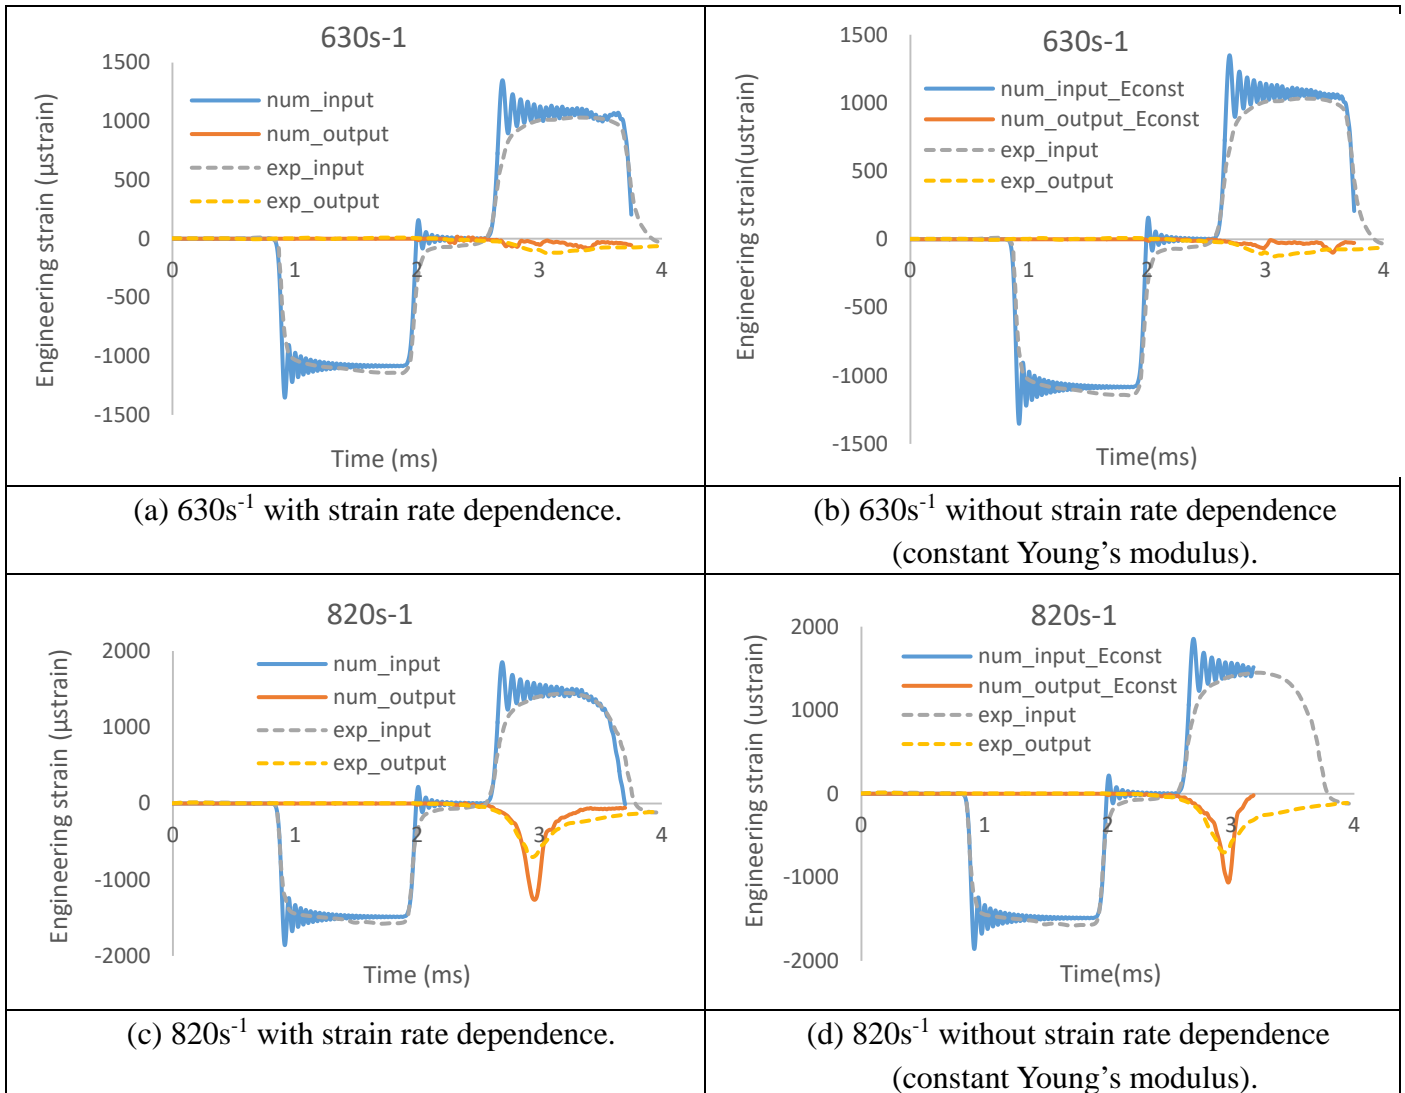 630s-1
1500
1000
500
0
-500
-1000
-1500
0
1
2
3
4
Engineering strain (µstrain)
Time (ms)
num_input
num_output
exp_input
exp_output
630s-1
1500
1000
500
0
-500
-1000
-1500
0
1
2
3
4
Engineering strain(ustrain)
Time(ms)
num_input_Econst
num_output_Econst
exp_input
exp_output
(a) 630s-1 with strain rate dependence.
(b) 630s-1 without strain rate dependence
(constant Young’s modulus).
820s-1
2000
1000
0
-1000
-2000
0
1
2
3
4
Engineering strain (µstrain)
Time (ms)
num_input
num_output
exp_input
exp_output
820s-1
2000
1000
0
-1000
-2000
0
1
2
3
4
Engineering strain (ustrain)
Time(ms)
num_input_Econst
num_output_Econst
exp_input
exp_output
(c) 820s-1 with strain rate dependence.
(d) 820s-1 without strain rate dependence
(constant Young’s modulus).